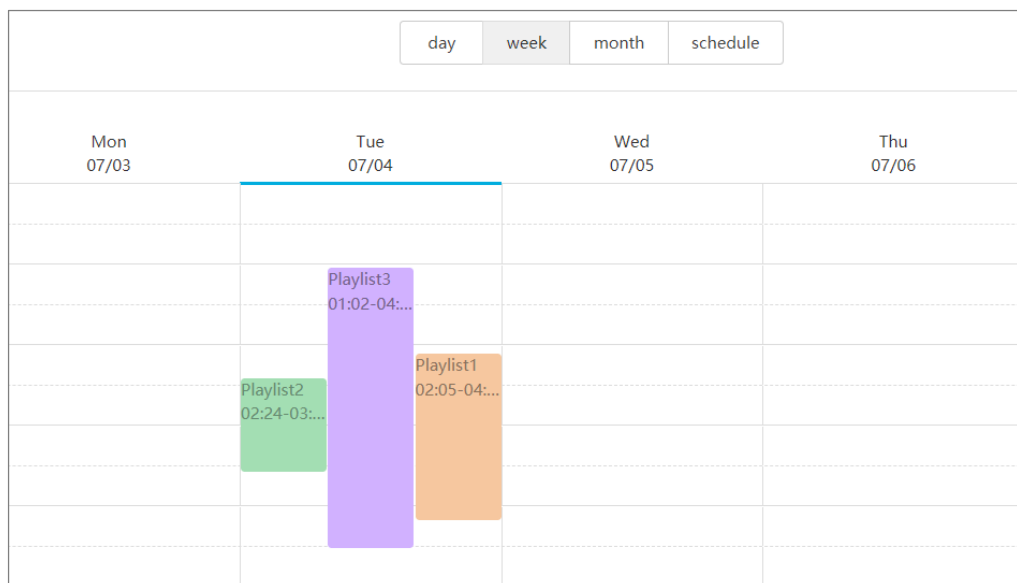 day week month schedule
Mon Tue Wed Thu
07/03 07/04 07/05 07/06
Playlist3
01:02-04:...
Playlist1
02:05-04:...
Playlist2
02:24-03:...